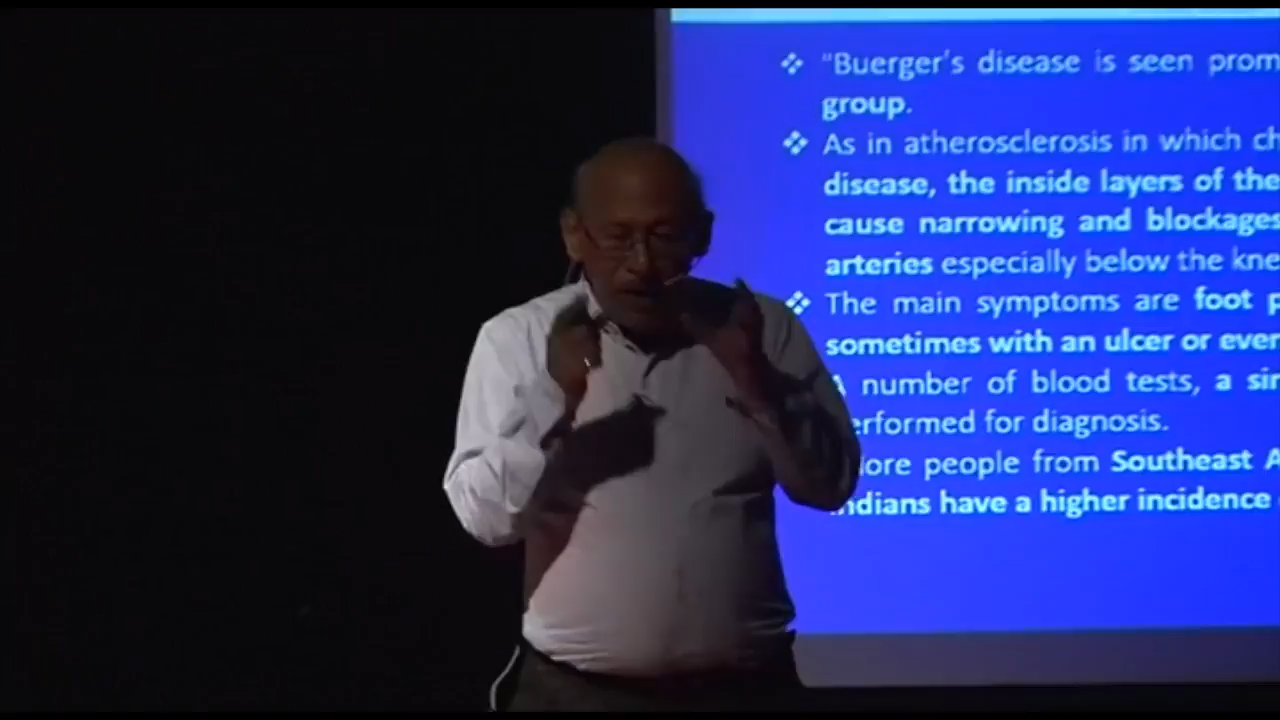 ❖ "Buerger's disease is seen prom
group.
❖ As in atherosclerosis in which ch
disease, the inside layers of the
cause narrowing and blockages
arteries especially below the kne
❖ The main symptoms are foot p
sometimes with an ulcer or even
A number of blood tests, a sin
erformed for diagnosis.
ore people from Southeast A
Indians have a higher incidence